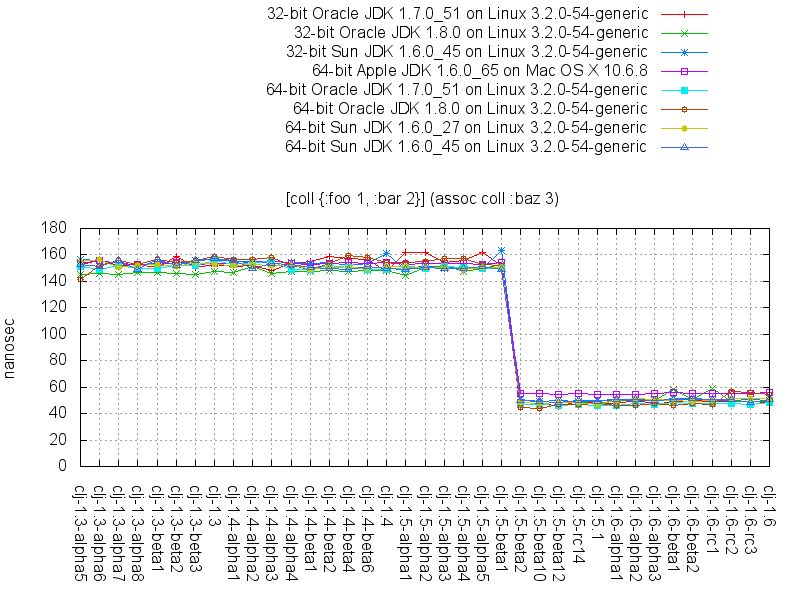 32-bit Oracle JDK 1.7.0_51 on Linux 3.2.0-54-generic
32-bit Oracle JDK 1.8.0 on Linux 3.2.0-54-generic
32-bit Sun JDK 1.6.0_45 on Linux 3.2.0-54-generic
64-bit Apple JDK 1.6.0_65 on Mac OS X 10.6.8
64-bit Oracle JDK 1.7.0_51 on Linux 3.2.0-54-generic
64-bit Oracle JDK 1.8.0 on Linux 3.2.0-54-generic
64-bit Sun JDK 1.6.0_27 on Linux 3.2.0-54-generic
64-bit Sun JDK 1.6.0_45 on Linux 3.2.0-54-generic
[coll {:foo 1, :bar 2}] (assoc coll :baz 3)
180
160
140
120
100
80
60
40
20
0
nanosec
clj-1.3-alpha5
clj-1.3-alpha6
clj-1.3-alpha7
clj-1.3-alpha8
clj-1.3-beta1
clj-1.3-beta2
clj-1.3-beta3
clj-1.3
clj-1.4-alpha1
clj-1.4-alpha2
clj-1.4-alpha3
clj-1.4-alpha4
clj-1.4-beta1
clj-1.4-beta2
clj-1.4-beta4
clj-1.4-beta6
clj-1.4
clj-1.5-alpha1
clj-1.5-alpha2
clj-1.5-alpha3
clj-1.5-alpha4
clj-1.5-alpha5
clj-1.5-beta1
clj-1.5-beta2
clj-1.5-beta10
clj-1.5-beta12
clj-1.5-rc14
clj-1.5.1
clj-1.6-alpha1
clj-1.6-alpha2
clj-1.6-alpha3
clj-1.6-beta1
clj-1.6-beta2
clj-1.6-rc1
clj-1.6-rc2
clj-1.6-rc3
clj-1.6